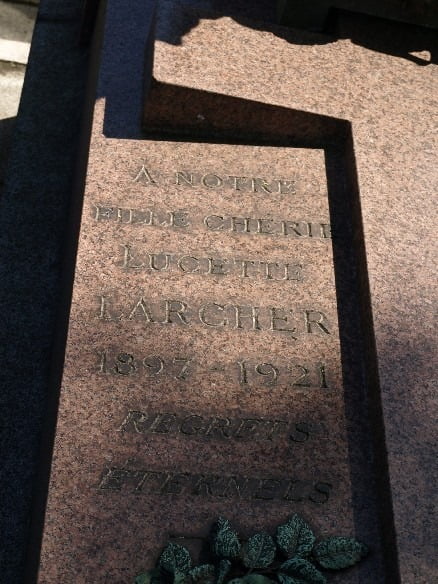 A NOTRE
FILLE CHERIE
LUCETTE
LARCHER
1897 - 1921
REGRETS
ETERNELS